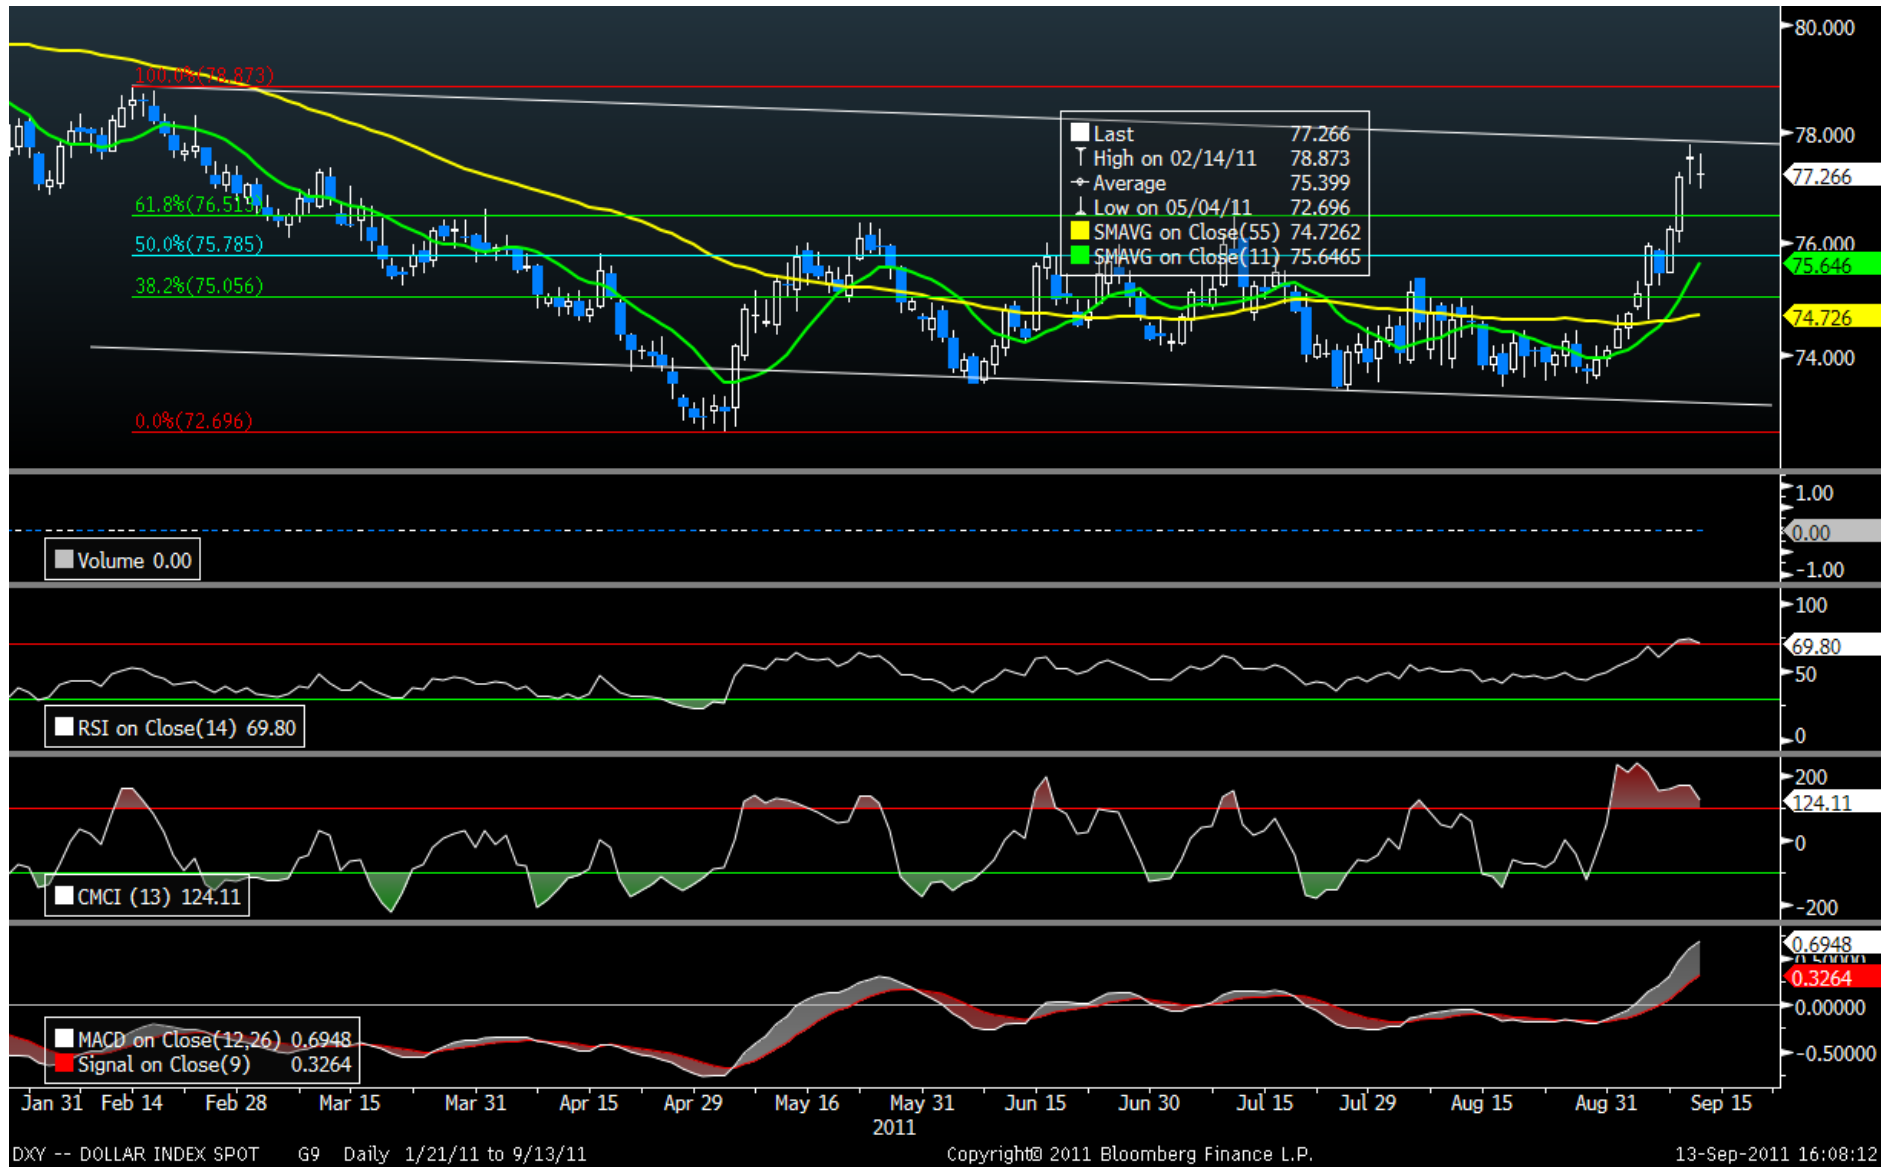 80.000
100.0%(78.873)
Last 77.266
High on 02/14/11 78.873
Average 75.399
Low on 05/04/11 72.696
SMAVG on Close(55) 74.7262
SMAVG on Close(11) 75.6465
78.000
77.266
61.8%(76.513)
50.0%(75.785)
76.000
75.646
38.2%(75.056)
74.726
74.000
0.0%(72.696)
1.00
0.00
-1.00
Volume 0.00
100
69.80
50
0
RSI on Close(14) 69.80
200
124.11
0
-200
CMCI (13) 124.11
0.6948
0.50000
0.3264
0.00000
-0.50000
MACD on Close(12,26) 0.6948
Signal on Close(9) 0.3264
Jan 31 Feb 14 Feb 28 Mar 15 Mar 31 Apr 15 Apr 29 May 16 May 31 Jun 15 Jun 30 Jul 15 Jul 29 Aug 15 Aug 31 Sep 15
2011
DXY -- DOLLAR INDEX SPOT G9 Daily 1/21/11 to 9/13/11 Copyright© 2011 Bloomberg Finance L.P. 13-Sep-2011 16:08:12